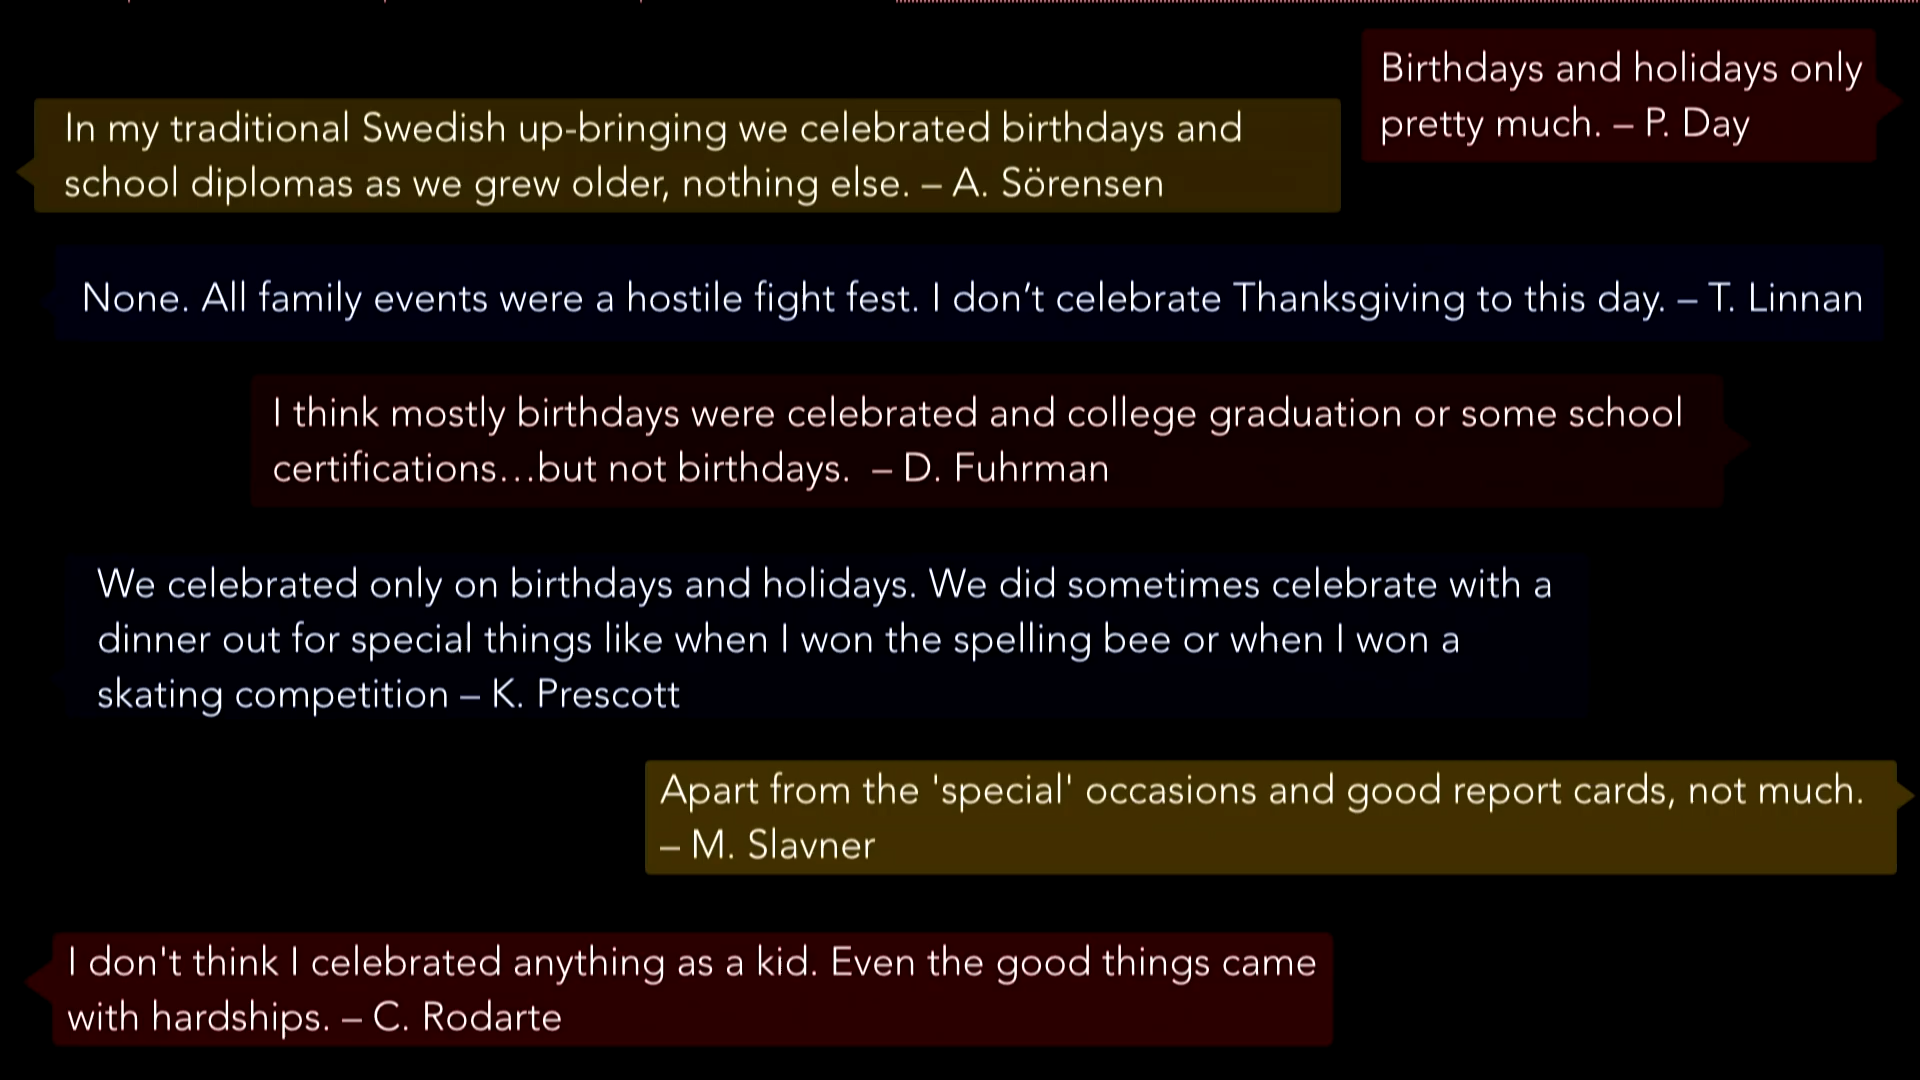 Birthdays and holidays only
pretty much. – P. Day
In my traditional Swedish up-bringing we celebrated birthdays and
school diplomas as we grew older, nothing else. – A. Sörensen
None. All family events were a hostile fight fest. I don’t celebrate Thanksgiving to this day. – T. Linnan
I think mostly birthdays were celebrated and college graduation or some school
certifications…but not birthdays.  – D. Fuhrman
We celebrated only on birthdays and holidays. We did sometimes celebrate with a
dinner out for special things like when I won the spelling bee or when I won a
skating competition – K. Prescott
Apart from the 'special' occasions and good report cards, not much.
– M. Slavner
I don't think I celebrated anything as a kid. Even the good things came
with hardships. – C. Rodarte